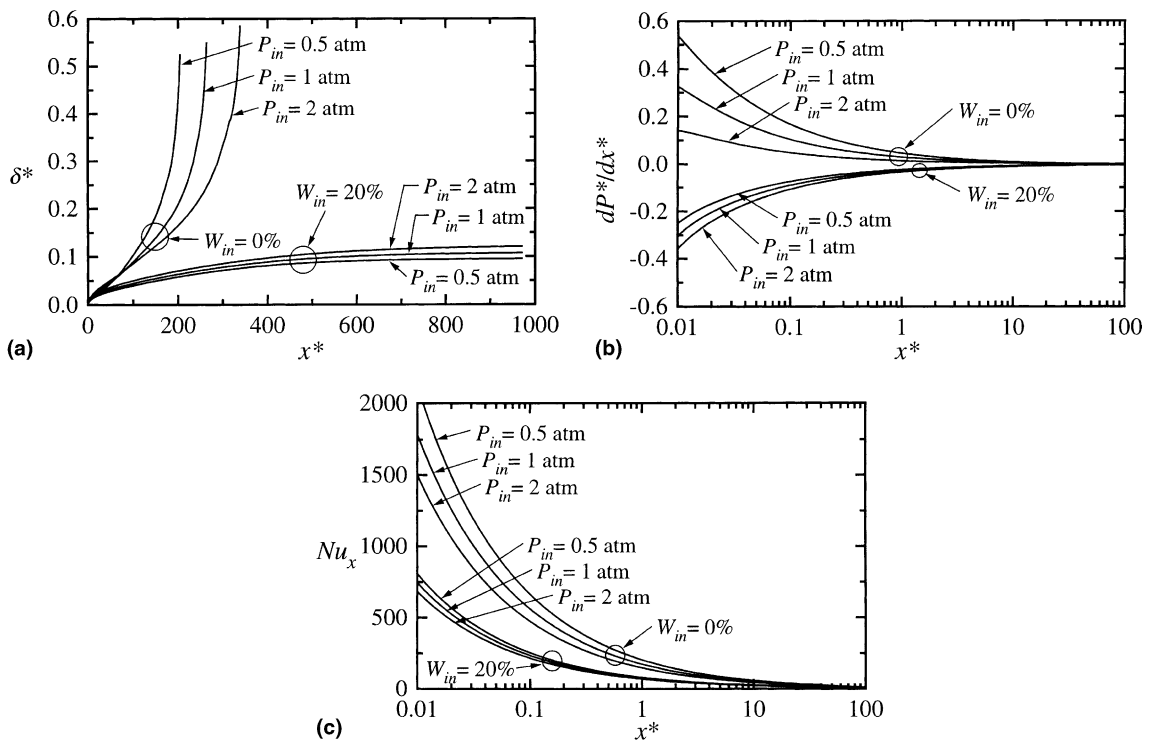 0.6
0.5
0.4
0.3
0.2
0.1
0.0
δ*
P_in= 0.5 atm
P_in= 1 atm
P_in= 2 atm
W_in= 20%
P_in= 2 atm
P_in= 1 atm
W_in= 0%
P_in= 0.5 atm
0 200 400 600 800 1000
x*
(a)
0.6
0.4
0.2
0.0
-0.2
-0.4
-0.6
dP*/dx*
P_in= 0.5 atm
P_in= 1 atm
P_in= 2 atm
W_in= 0%
W_in= 20%
P_in= 0.5 atm
P_in= 1 atm
P_in= 2 atm
0.01 0.1 1 10 100
x*
(b)
2000
1500
1000
500
0
Nu_x
P_in= 0.5 atm
P_in= 1 atm
P_in= 2 atm
P_in= 0.5 atm
P_in= 1 atm
P_in= 2 atm
W_in= 0%
W_in= 20%
0.01 0.1 1 10 100
x*
(c)